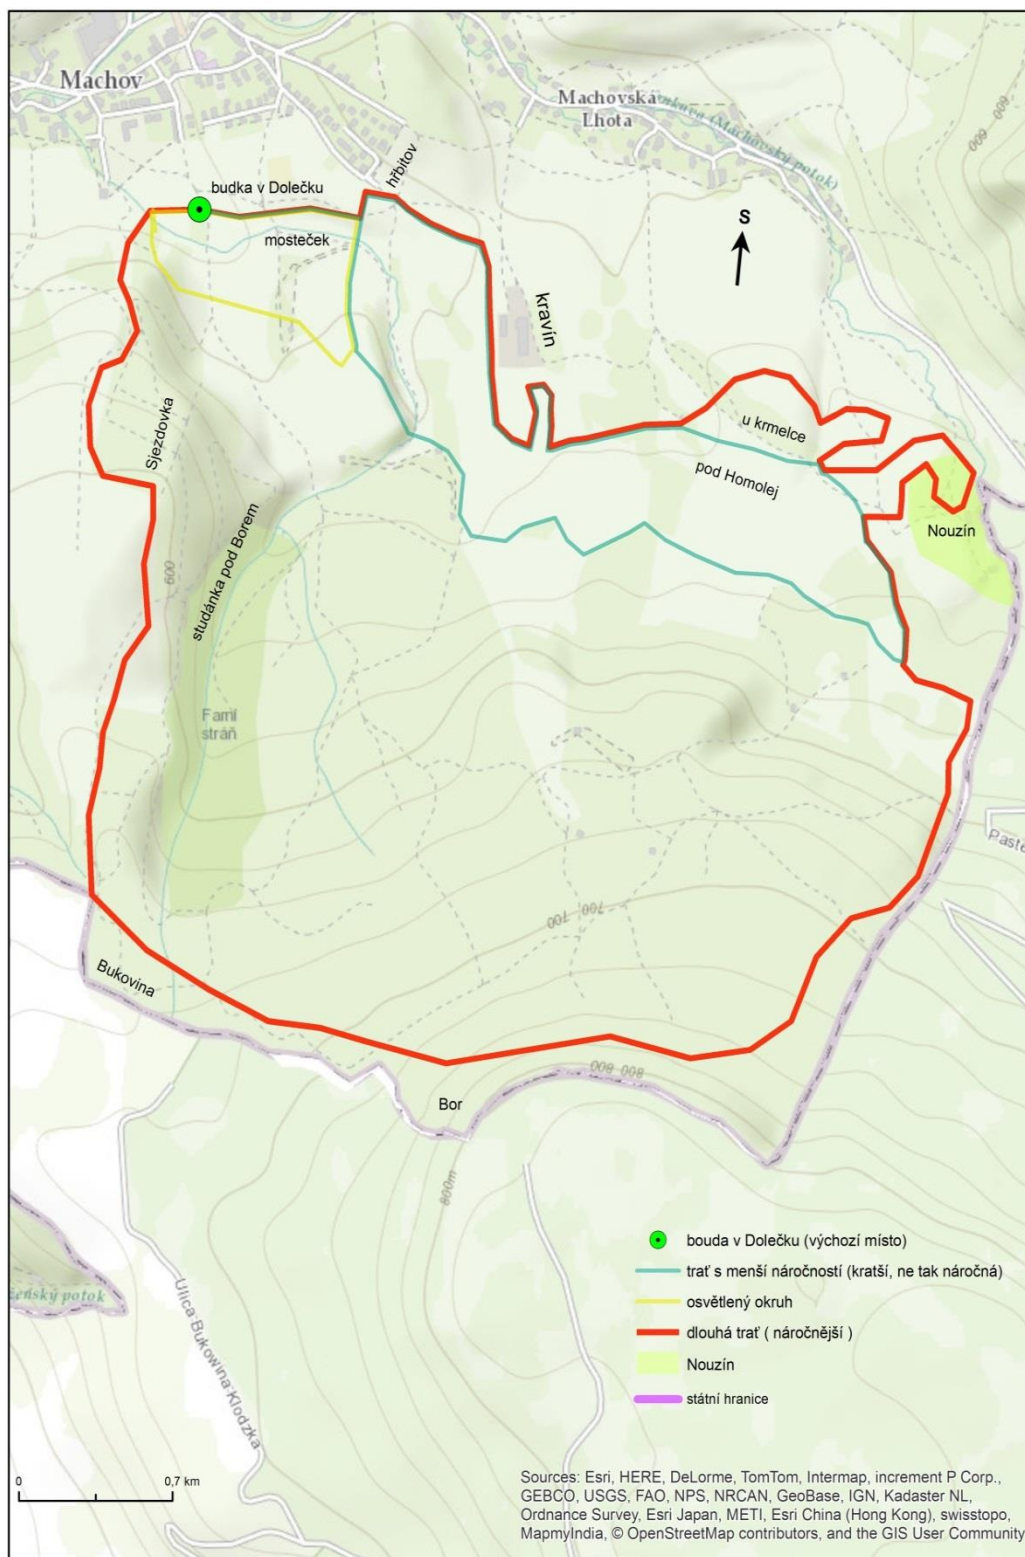 Machov
Machovská
Lhota
(Machovský potok)
009
009
hřbitov
budka v Dolečku
mosteček
S
kravín
Sjezdovka
u krmelce
pod Homolej
Nouzín
studánka pod Borem
600
Farní
stráň
700
700
Bukovina
Bor
800
800
800m
Ulica Bukowina Klodzka
potok
bouda v Dolečku (výchozí místo)
trať s menší náročností (kratší, ne tak náročná)
osvětlený okruh
dlouhá trať ( náročnější )
Nouzín
státní hranice
0
0,7 km
Sources: Esri, HERE, DeLorme, TomTom, Intermap, increment P Corp.,
GEBCO, USGS, FAO, NPS, NRCAN, GeoBase, IGN, Kadaster NL,
Ordnance Survey, Esri Japan, METI, Esri China (Hong Kong), swisstopo,
MapmyIndia, © OpenStreetMap contributors, and the GIS User Community